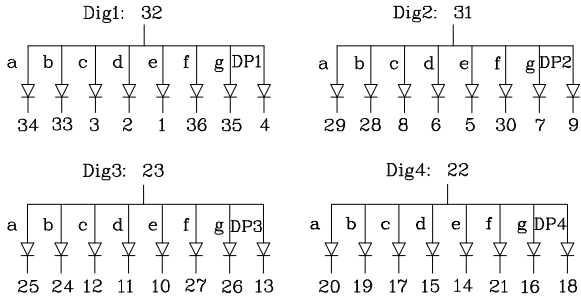 Dig1: 32
a b c d e f g DP1
34 33 3 2 1 36 35 4
Dig2: 31
a b c d e f g DP2
29 28 8 6 5 30 7 9
Dig3: 23
a b c d e f g DP3
25 24 12 11 10 27 26 13
Dig4: 22
a b c d e f g DP4
20 19 17 15 14 21 16 18